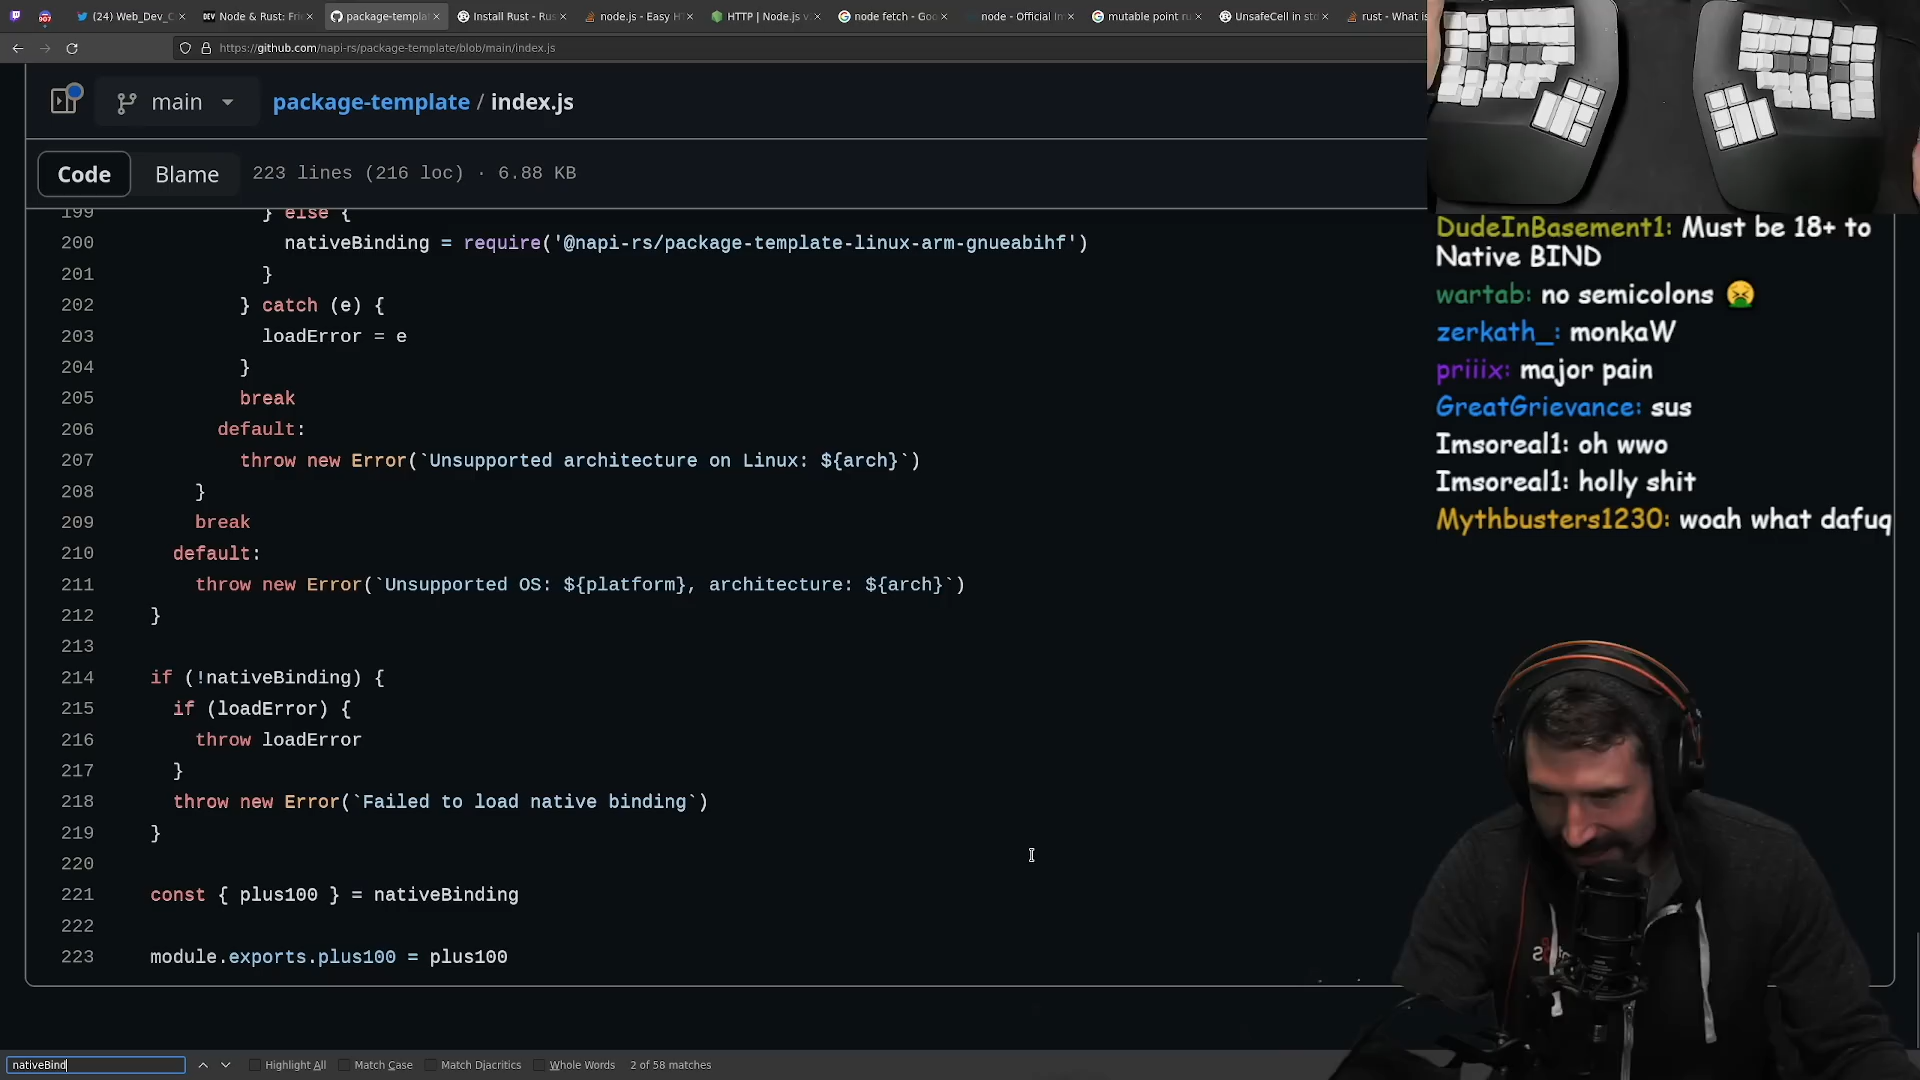 (24) Web_Dev_C
Node & Rust: Frie
package-templat
Install Rust - Rus
node.js - Easy HT
HTTP | Node.js v
node fetch - Goo
node - Official Im
mutable point ru
UnsafeCell in std
rust - What is
https://github.com/napi-rs/package-template/blob/main/index.js
main
package-template / index.js
Code
Blame
223 lines (216 loc) · 6.88 KB
199 } else {
200 nativeBinding = require('@napi-rs/package-template-linux-arm-gnueabihf')
201 }
202 } catch (e) {
203 loadError = e
204 }
205 break
206 default:
207 throw new Error(`Unsupported architecture on Linux: ${arch}`)
208 }
209 break
210 default:
211 throw new Error(`Unsupported OS: ${platform}, architecture: ${arch}`)
212 }
213
214 if (!nativeBinding) {
215 if (loadError) {
216 throw loadError
217 }
218 throw new Error(`Failed to load native binding`)
219 }
220
221 const { plus100 } = nativeBinding
222
223 module.exports.plus100 = plus100
DudeInBasement1: Must be 18+ to
Native BIND
wartab: no semicolons 🤮
zerkath_: monkaW
priiix: major pain
GreatGrievance: sus
Imsoreal1: oh wwo
Imsoreal1: holly shit
Mythbusters1230: woah what dafuq
nativeBind
Highlight All
Match Case
Match Diacritics
Whole Words
2 of 58 matches